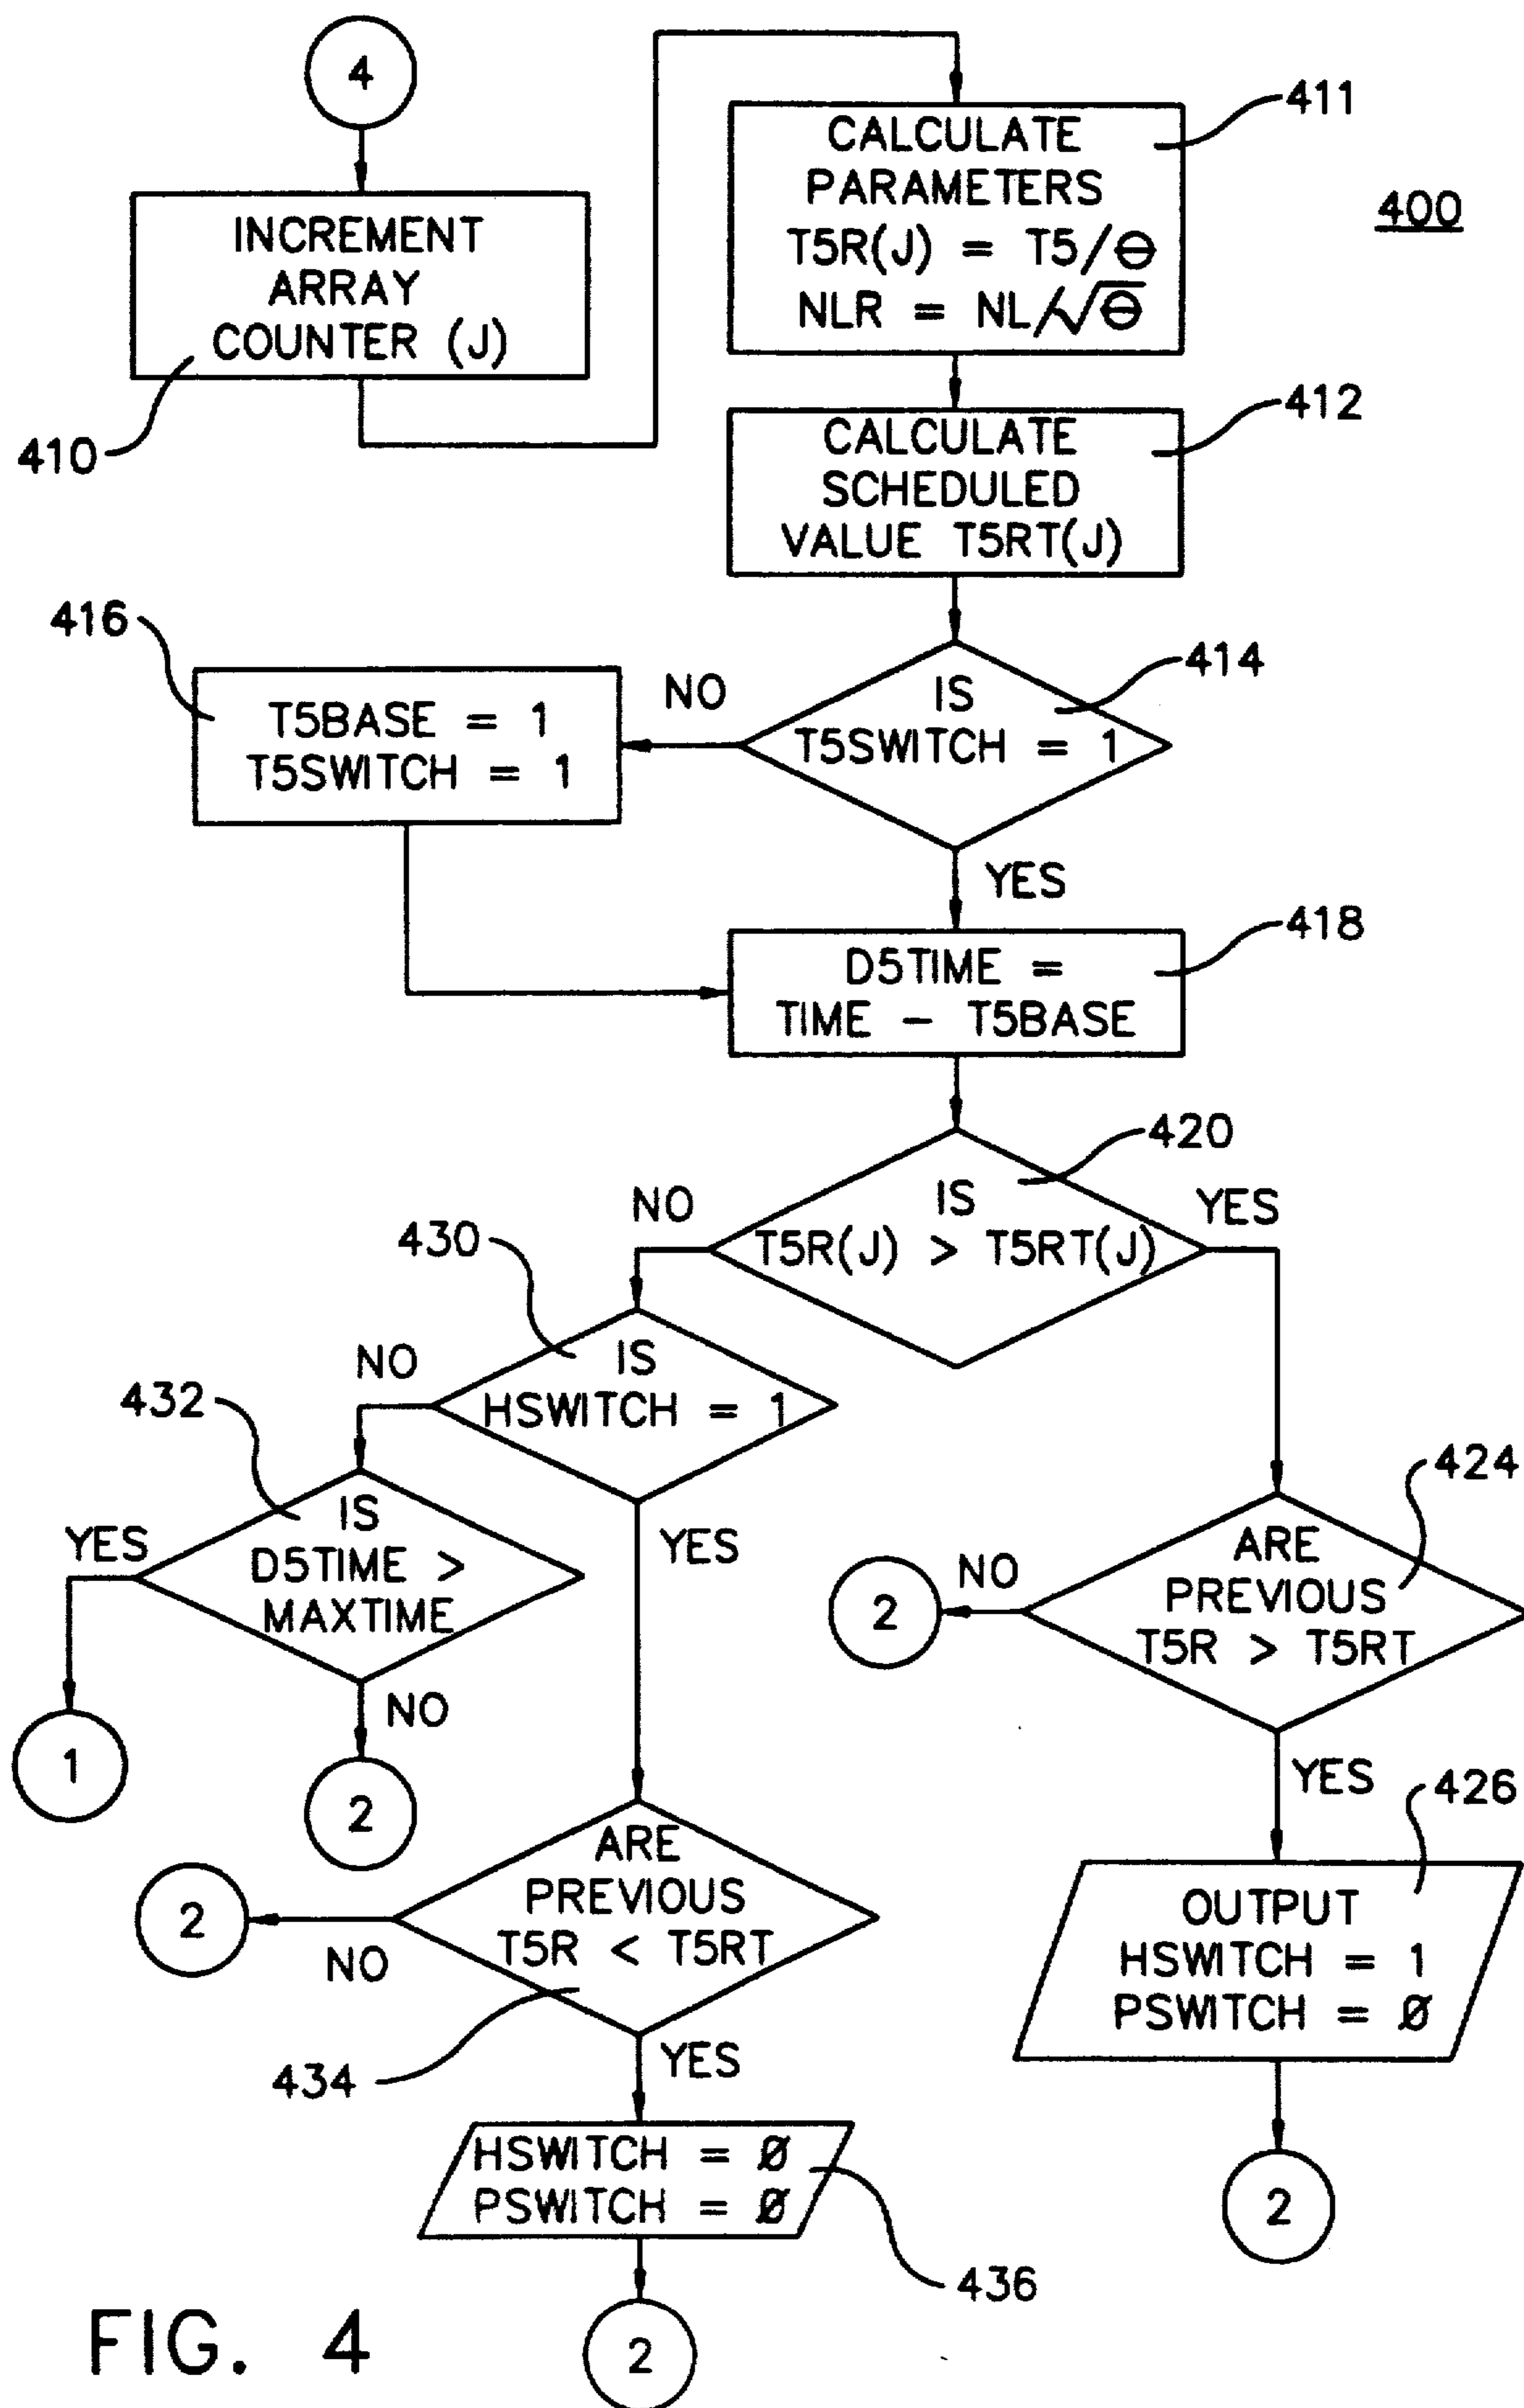 4
INCREMENT
ARRAY
COUNTER (J)
410
CALCULATE
PARAMETERS
T5R(J) = T5/Θ
NLR = NL/√Θ
411
400
CALCULATE
SCHEDULED
VALUE T5RT(J)
412
IS
T5SWITCH = 1
414
NO
416
T5BASE = 1
T5SWITCH = 1
YES
D5TIME =
TIME - T5BASE
418
IS
T5R(J) > T5RT(J)
420
NO
YES
430
IS
HSWITCH = 1
NO
YES
432
IS
D5TIME >
MAXTIME
YES
NO
1
2
424
ARE
PREVIOUS
T5R > T5RT
NO
2
YES
426
OUTPUT
HSWITCH = 1
PSWITCH = Ø
2
ARE
PREVIOUS
T5R < T5RT
2
NO
434
YES
HSWITCH = Ø
PSWITCH = Ø
436
2
FIG. 4